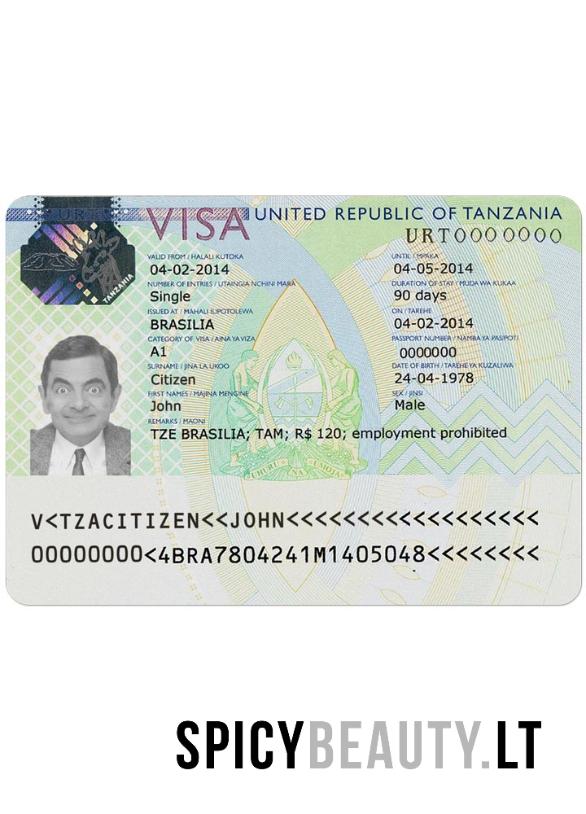 URT
VISA UNITED REPUBLIC OF TANZANIA
URT0000000
TANZANIA
VALID FROM / HALALI KUTOKA UNTIL / MPAKA
04-02-2014 04-05-2014
NUMBER OF ENTRIES / UTAINGIA NCHINI MARA DURATION OF STAY / MUDA WA KUKAA
Single 90 days
ISSUED AT / MAHALI ILIPOTOLEWA ON / TAREHE
BRASILIA 04-02-2014
CATEGORY OF VISA / AINA YA VIZA PASSPORT NUMBER / NAMBA YA PASIPOTI
A1 0000000
SURNAME / JINA LA UKOO DATE OF BIRTH / TAREHE YA KUZALIWA
Citizen 24-04-1978
FIRST NAMES / MAJINA MENGINE SEX / JINSI
John Male
REMARKS / MAONI
TZE BRASILIA; TAM; R$ 120; employment prohibited
UHURU NA UMOJA
V<TZACITIZEN<<JOHN<<<<<<<<<<<<<<<<<<
00000000<4BRA7804241M1405048<<<<<<<<
SPICYBEAUTY.LT